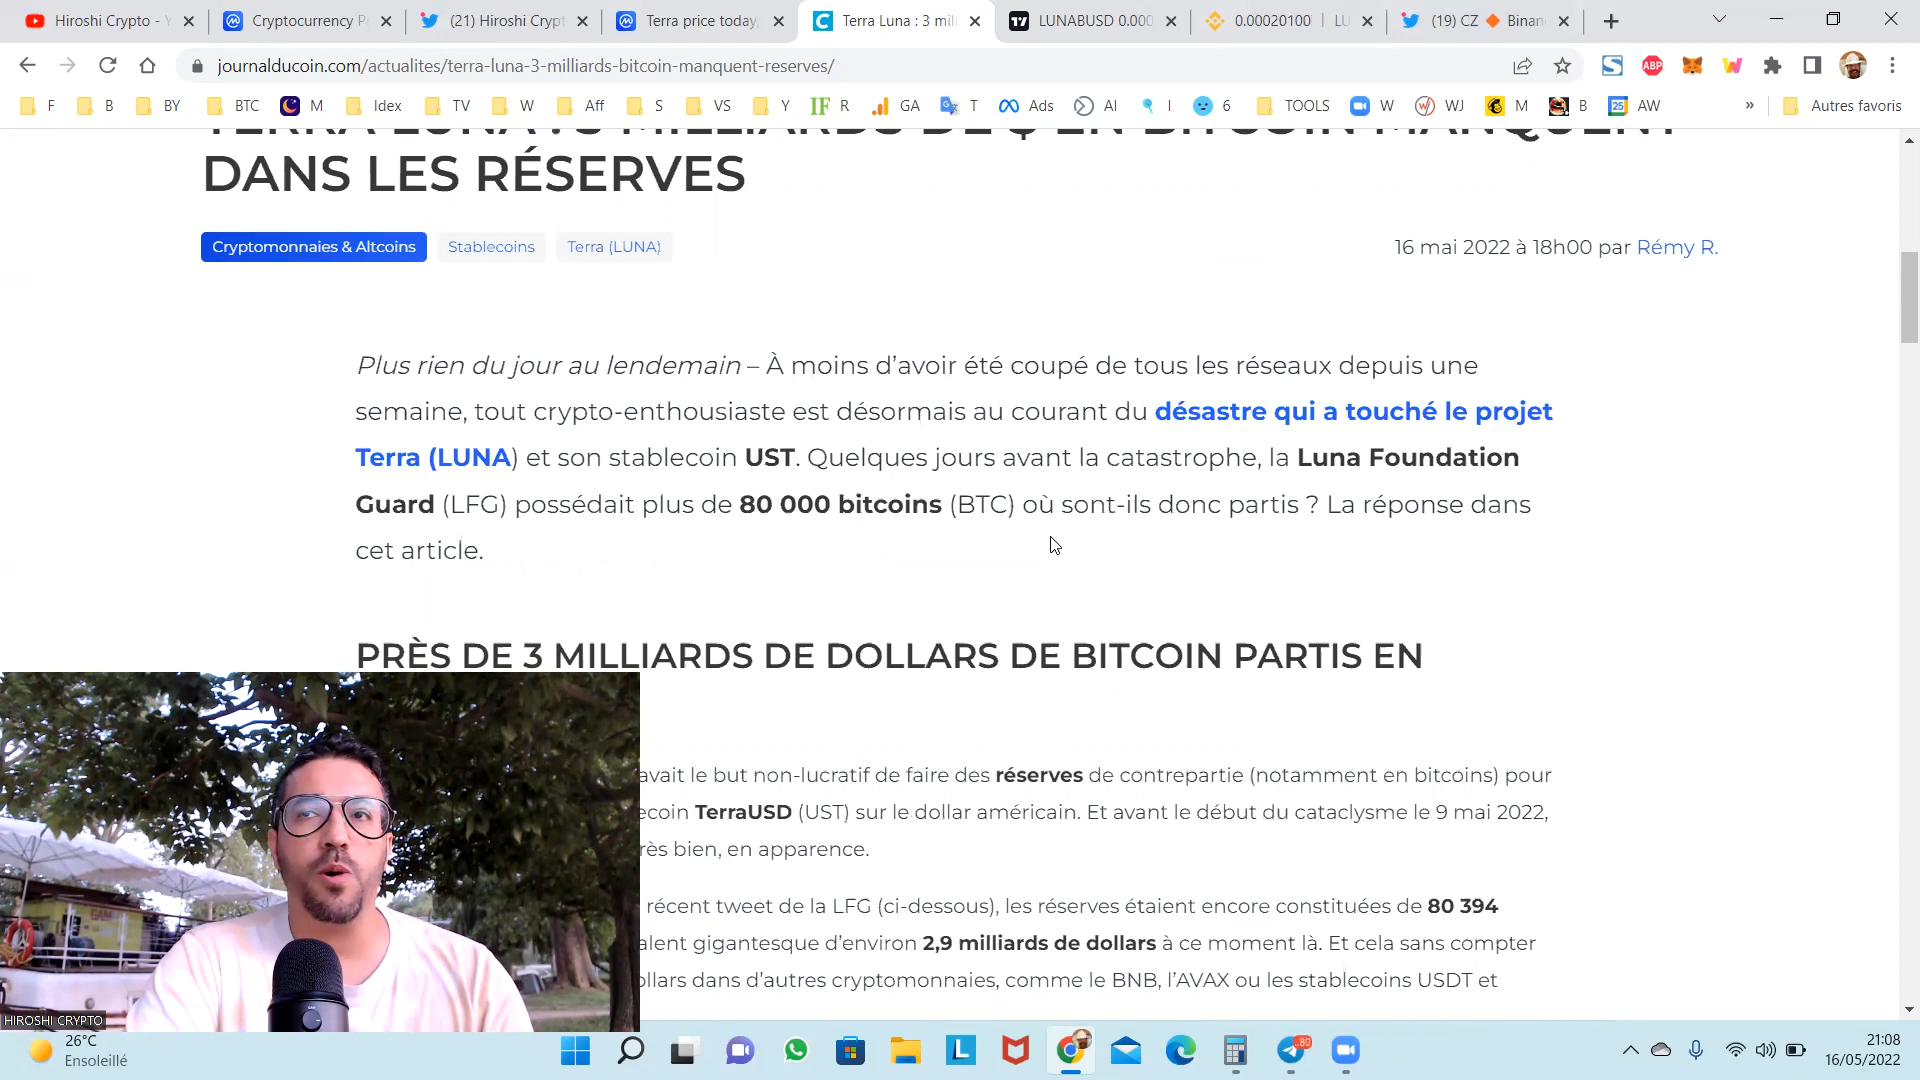 Hiroshi Crypto - Y
Cryptocurrency P
(21) Hiroshi Crypt
Terra price today,
Terra Luna : 3 mil
LUNABUSD 0.000
0.00020100 | LU
(19) CZ 🔶 Binan
journalducoin.com/actualites/terra-luna-3-milliards-bitcoin-manquent-reserves/
ABP
F
B
BY
BTC
M
Idex
TV
W
Aff
S
VS
Y
IF R
GA
T
Ads
AI
I
6
TOOLS
W
WJ
M
B
25 AW
»
Autres favoris
TERRA LUNA : 3 MILLIARDS DE $ EN BITCOIN MANQUENT
DANS LES RÉSERVES
Cryptomonnaies & Altcoins
Stablecoins
Terra (LUNA)
16 mai 2022 à 18h00 par Rémy R.
Plus rien du jour au lendemain – À moins d’avoir été coupé de tous les réseaux depuis une
semaine, tout crypto-enthousiaste est désormais au courant du désastre qui a touché le projet
Terra (LUNA) et son stablecoin UST. Quelques jours avant la catastrophe, la Luna Foundation
Guard (LFG) possédait plus de 80 000 bitcoins (BTC) où sont-ils donc partis ? La réponse dans
cet article.
PRÈS DE 3 MILLIARDS DE DOLLARS DE BITCOIN PARTIS EN
avait le but non-lucratif de faire des réserves de contrepartie (notamment en bitcoins) pour
ecoin TerraUSD (UST) sur le dollar américain. Et avant le début du cataclysme le 9 mai 2022,
rès bien, en apparence.
récent tweet de la LFG (ci-dessous), les réserves étaient encore constituées de 80 394
alent gigantesque d’environ 2,9 milliards de dollars à ce moment là. Et cela sans compter
ollars dans d’autres cryptomonnaies, comme le BNB, l’AVAX ou les stablecoins USDT et
HIROSHI CRYPTO
26°C
Ensoleillé
L
80
21:08
16/05/2022